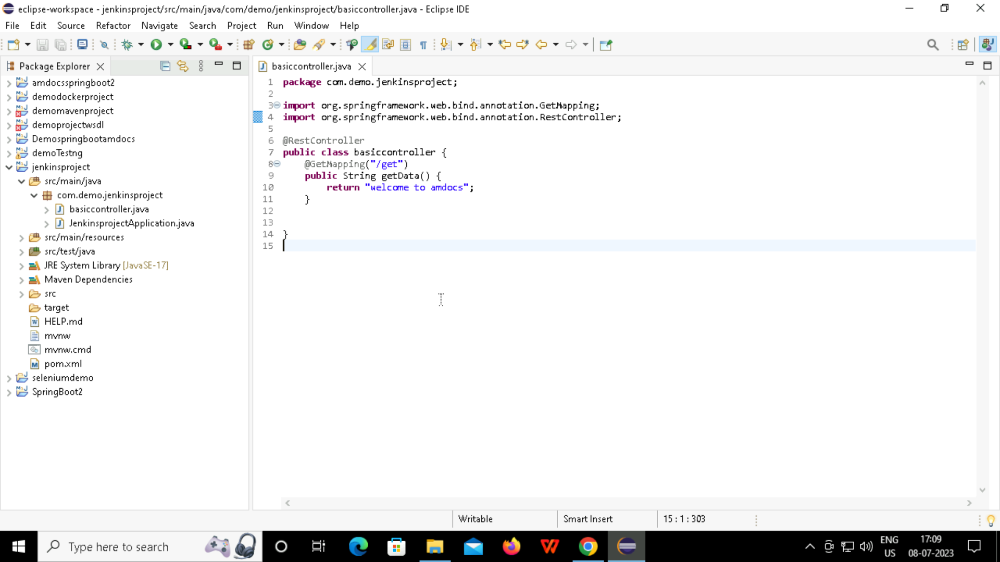 eclipse-workspace - jenkinsproject/src/main/java/com/demo/jenkinsproject/basiccontroller.java - Eclipse IDE
File Edit Source Refactor Navigate Search Project Run Window Help
Package Explorer
amdocsspringboot2
demodockerproject
demomavenproject
demoprojectwsdl
Demospringbootamdocs
demoTestng
jenkinsproject
src/main/java
com.demo.jenkinsproject
basiccontroller.java
JenkinsprojectApplication.java
src/main/resources
src/test/java
JRE System Library [JavaSE-17]
Maven Dependencies
src
target
HELP.md
mvnw
mvnw.cmd
pom.xml
seleniumdemo
SpringBoot2
basiccontroller.java
1 package com.demo.jenkinsproject;
2
3 import org.springframework.web.bind.annotation.GetMapping;
4 import org.springframework.web.bind.annotation.RestController;
5
6 @RestController
7 public class basiccontroller {
8 @GetMapping("/get")
9 public String getData() {
10 return "welcome to amdocs";
11 }
12
13
14 }
15
Writable Smart Insert 15 : 1 : 303
Type here to search
ENG
US
17:09
08-07-2023